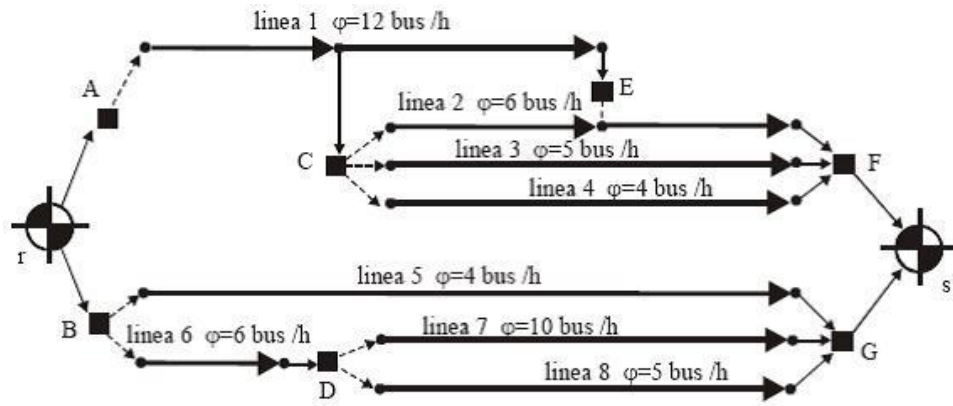 linea 1 φ=12 bus /h
A
E
linea 2 φ=6 bus /h
linea 3 φ=5 bus /h
C
F
linea 4 φ=4 bus /h
r
s
linea 5 φ=4 bus /h
B
linea 6 φ=6 bus /h
linea 7 φ=10 bus /h
G
D
linea 8 φ=5 bus /h